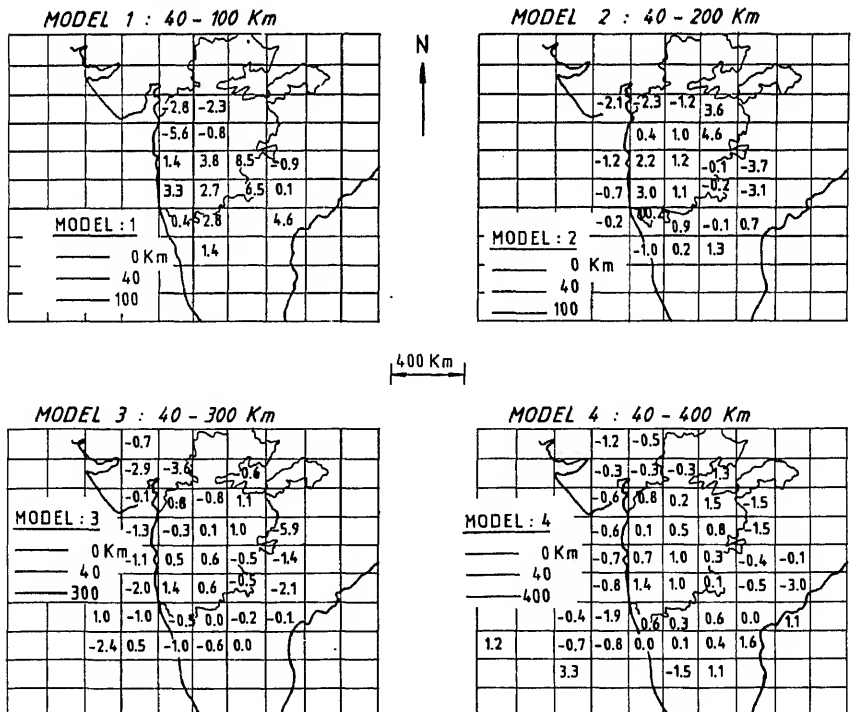 MODEL 1 : 40 - 100 Km
-2.8 -2.3
-5.6 -0.8
1.4 3.8 8.5 -0.9
3.3 2.7 6.5 0.1
0.4 2.8 4.6
1.4
MODEL : 1
0 Km
40
100
N
MODEL 2 : 40 - 200 Km
-2.1 -2.3 -1.2 3.6
0.4 1.0 4.6
-1.2 2.2 1.2 -0.1 -3.7
-0.7 3.0 1.1 -0.2 -3.1
-0.2 0.9 -0.1 0.7
-1.0 0.2 1.3
MODEL : 2
0 Km
40
100
400 Km
MODEL 3 : 40 - 300 Km
-0.7
-2.9 -3.6 -0.6
-0.1 0.8 -0.8 1.1
-1.3 -0.3 0.1 1.0 -5.9
-1.1 0.5 0.6 -0.5 -1.4
-2.0 1.4 0.6 -0.5 -2.1
1.0 -1.0 -0.5 0.0 -0.2 -0.1
-2.4 0.5 -1.0 -0.6 0.0
MODEL : 3
0 Km
40
300
MODEL 4 : 40 - 400 Km
-1.2 -0.5
-0.3 -0.3 -0.3 1.3
-0.6 0.8 0.2 1.5 -1.5
-0.6 0.1 0.5 0.8 -1.5
-0.7 0.7 1.0 0.3 -0.4 -0.1
-0.8 1.4 1.0 0.1 -0.5 -3.0
-0.4 -1.9 0.6 0.3 0.6 0.0 1.1
1.2 -0.7 -0.8 0.0 0.1 0.4 1.6
3.3 -1.5 1.1
MODEL : 4
0 Km
40
400